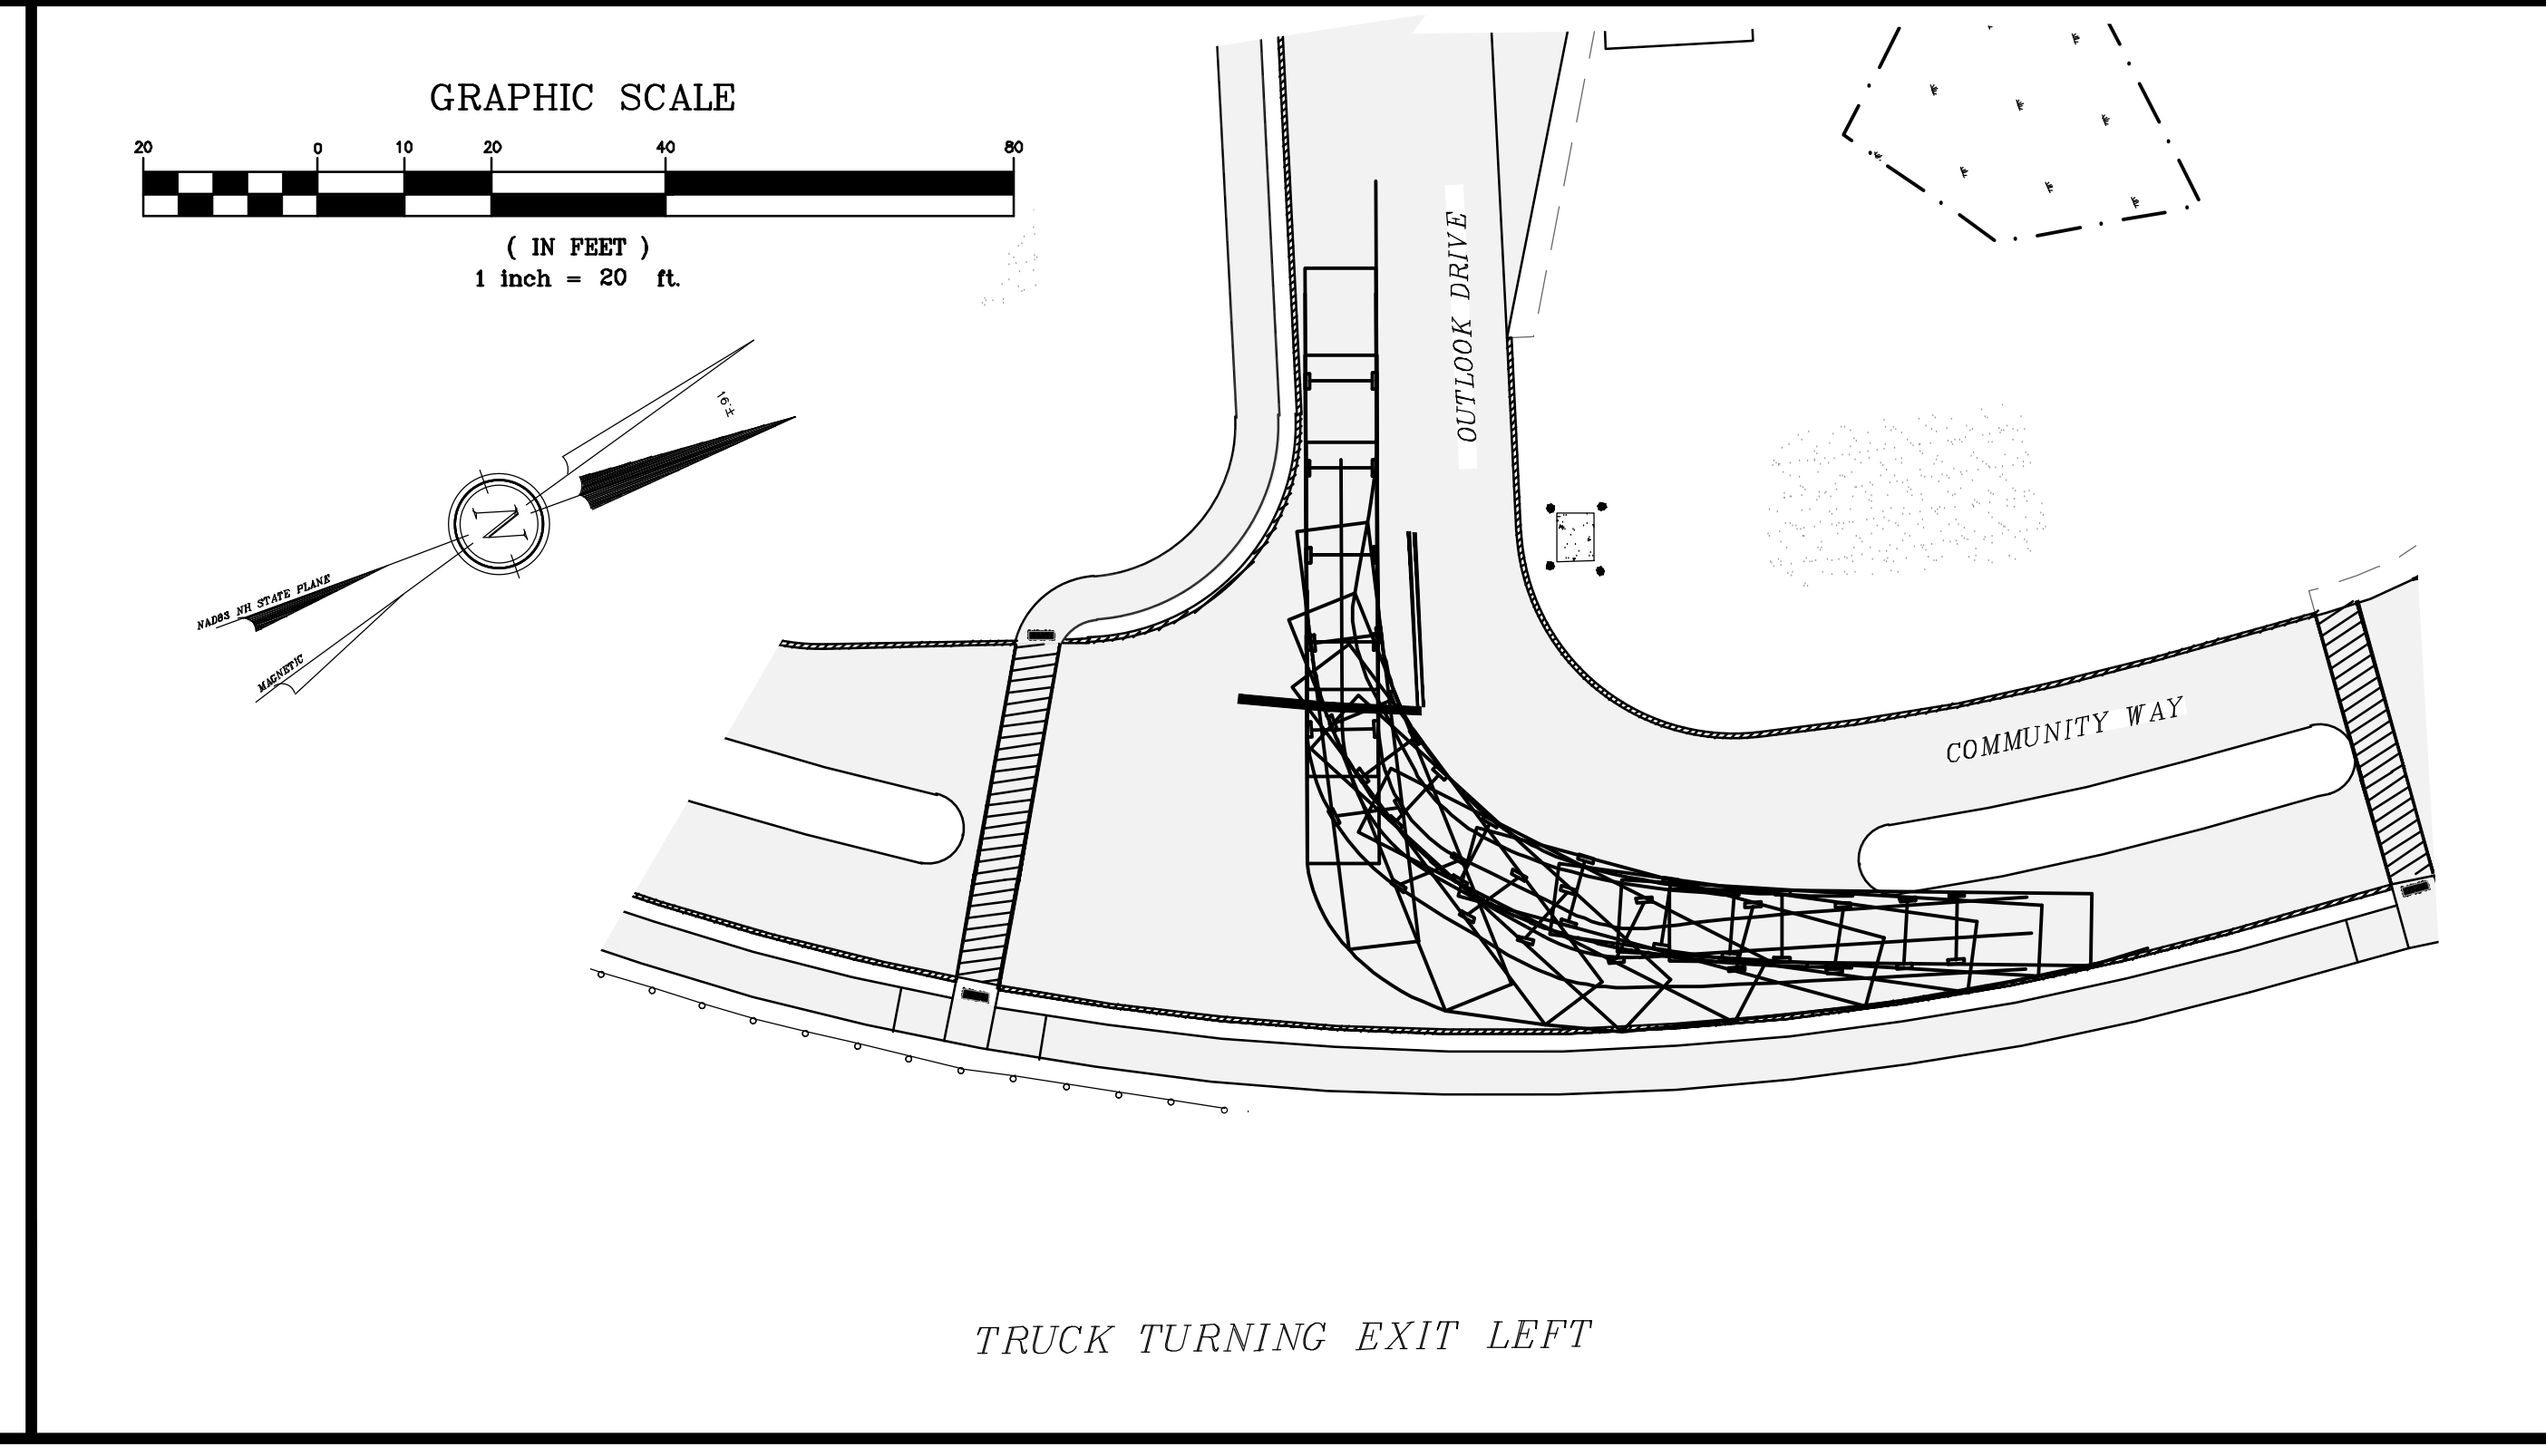 GRAPHIC SCALE
20 0 10 20 40 80
( IN FEET )
1 inch = 20 ft.
OUTLOOK DRIVE
16°±
N
NAD83 NH STATE PLANE
MAGNETIC
COMMUNITY WAY
TRUCK TURNING EXIT LEFT